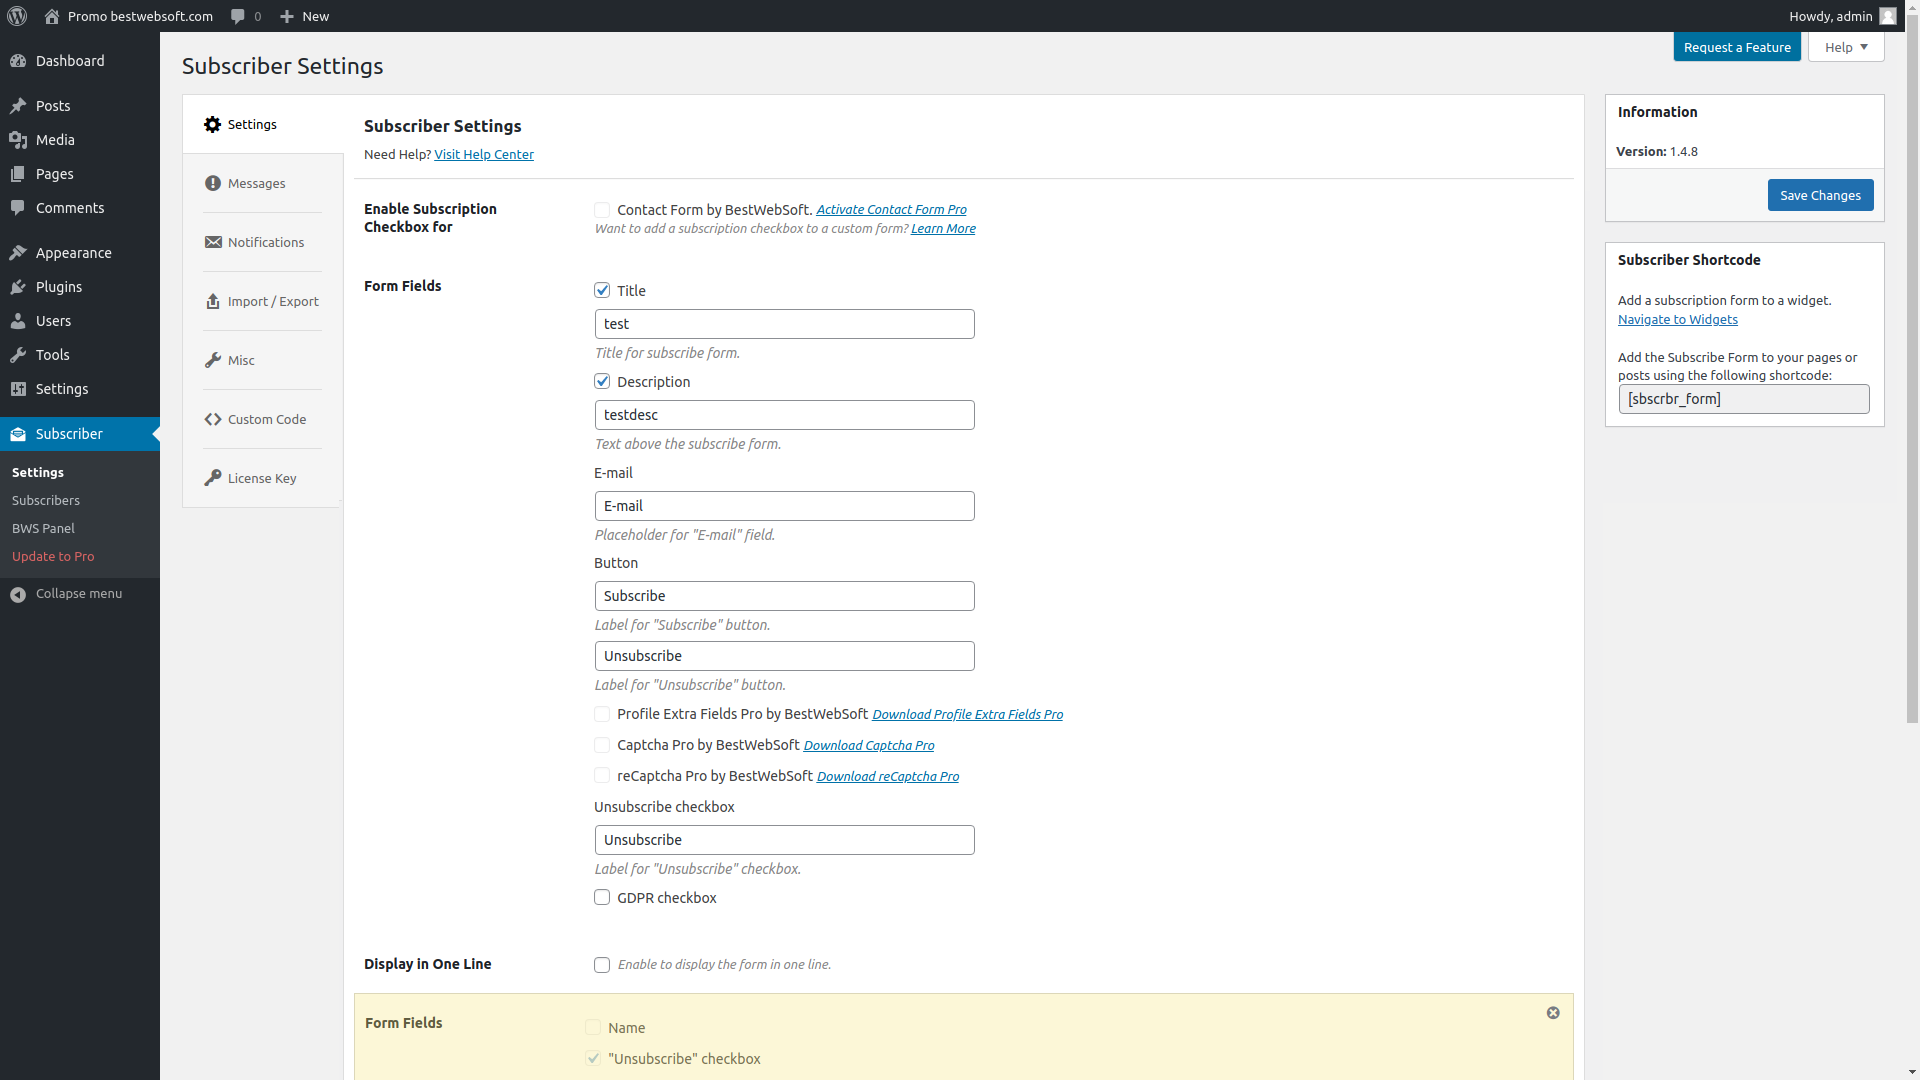 Promo bestwebsoft.com
0
New
Howdy, admin
Dashboard
Posts
Media
Pages
Comments
Appearance
Plugins
Users
Tools
Settings
Subscriber
Settings
Subscribers
BWS Panel
Update to Pro
Collapse menu
Subscriber Settings
Request a Feature
Help
Settings
Messages
Notifications
Import / Export
Misc
Custom Code
License Key
Subscriber Settings
Need Help? Visit Help Center
Enable Subscription
Checkbox for
Contact Form by BestWebSoft. Activate Contact Form Pro
Want to add a subscription checkbox to a custom form? Learn More
Form Fields
Title
test
Title for subscribe form.
Description
testdesc
Text above the subscribe form.
E-mail
E-mail
Placeholder for "E-mail" field.
Button
Subscribe
Label for "Subscribe" button.
Unsubscribe
Label for "Unsubscribe" button.
Profile Extra Fields Pro by BestWebSoft Download Profile Extra Fields Pro
Captcha Pro by BestWebSoft Download Captcha Pro
reCaptcha Pro by BestWebSoft Download reCaptcha Pro
Unsubscribe checkbox
Unsubscribe
Label for "Unsubscribe" checkbox.
GDPR checkbox
Display in One Line
Enable to display the form in one line.
Form Fields
Name
"Unsubscribe" checkbox
Information
Version: 1.4.8
Save Changes
Subscriber Shortcode
Add a subscription form to a widget.
Navigate to Widgets
Add the Subscribe Form to your pages or
posts using the following shortcode:
[sbscrbr_form]